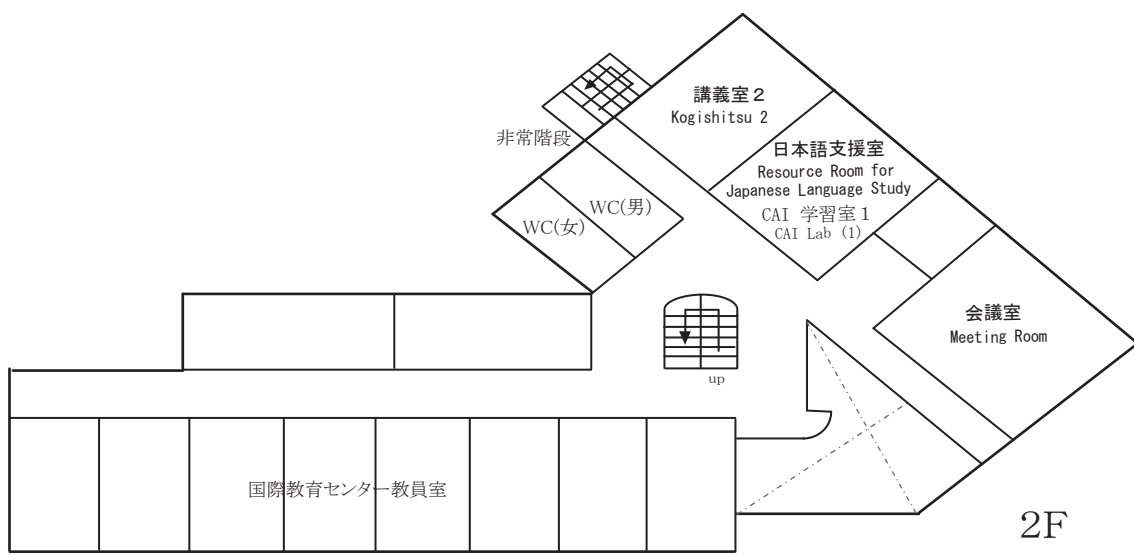 講義室２
Kogishitsu 2
非常階段
日本語支援室
Resource Room for
Japanese Language Study
CAI 学習室１
CAI Lab (1)
WC(男)
WC(女)
会議室
Meeting Room
up
国際教育センター教員室
2F